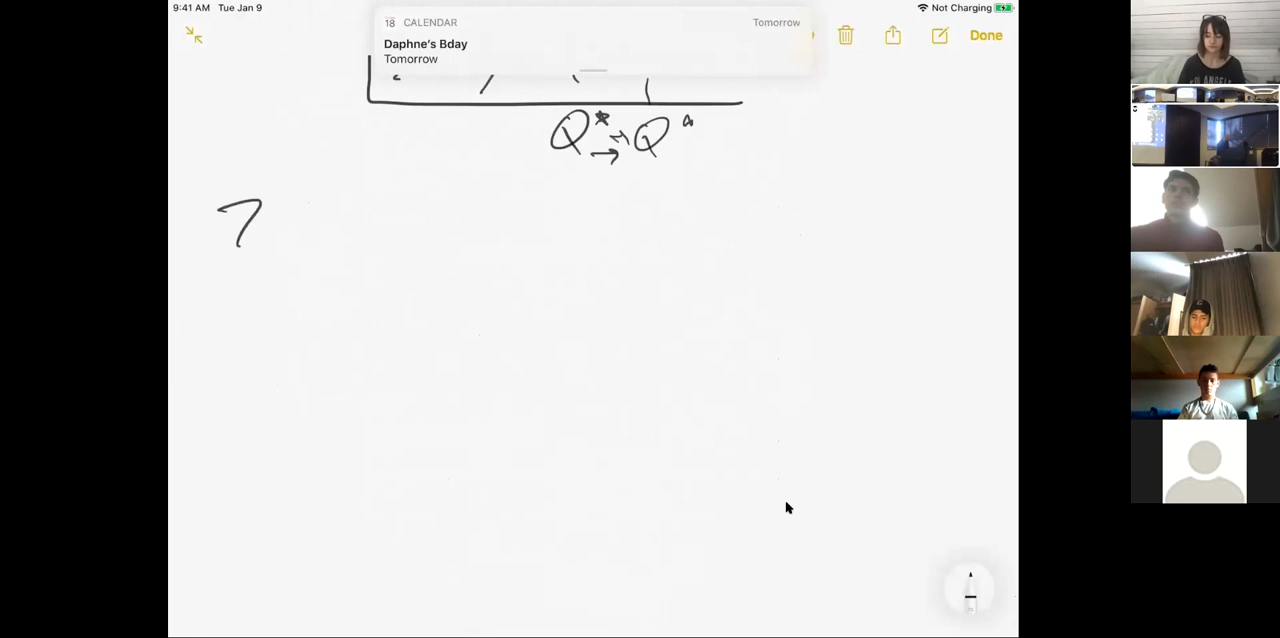 9:41 AM Tue Jan 9
Not Charging
18 CALENDAR
Tomorrow
Daphne's Bday
Tomorrow
Done
Q* → Q*
7